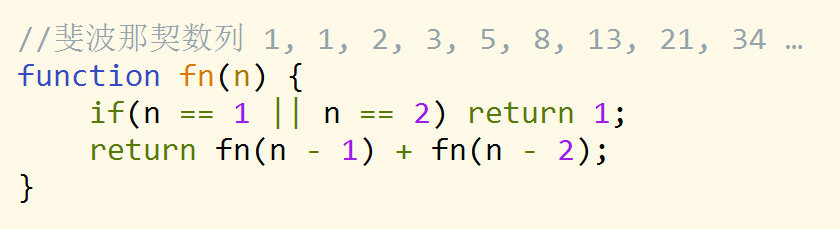 //斐波那契数列 1, 1, 2, 3, 5, 8, 13, 21, 34 …
function fn(n) {
    if(n == 1 || n == 2) return 1;
    return fn(n - 1) + fn(n - 2);
}